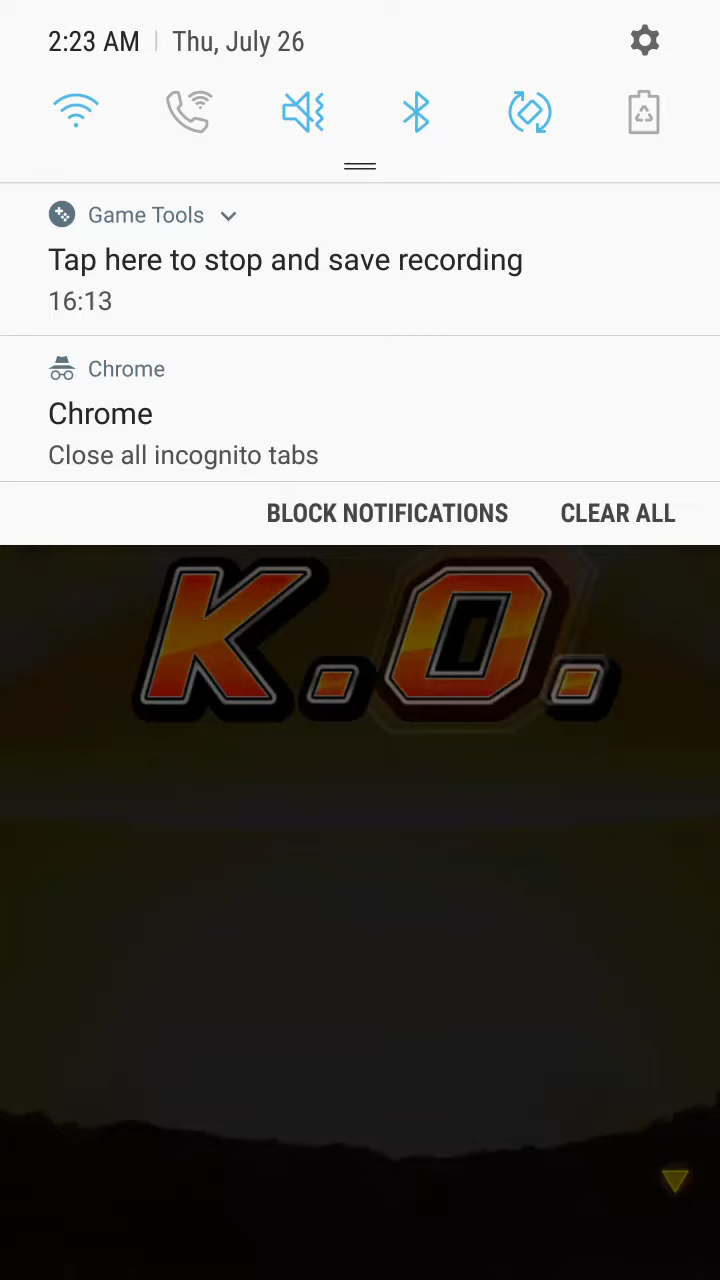 2:23 AM | Thu, July 26
Game Tools
Tap here to stop and save recording
16:13
Chrome
Chrome
Close all incognito tabs
BLOCK NOTIFICATIONS CLEAR ALL
K.O.